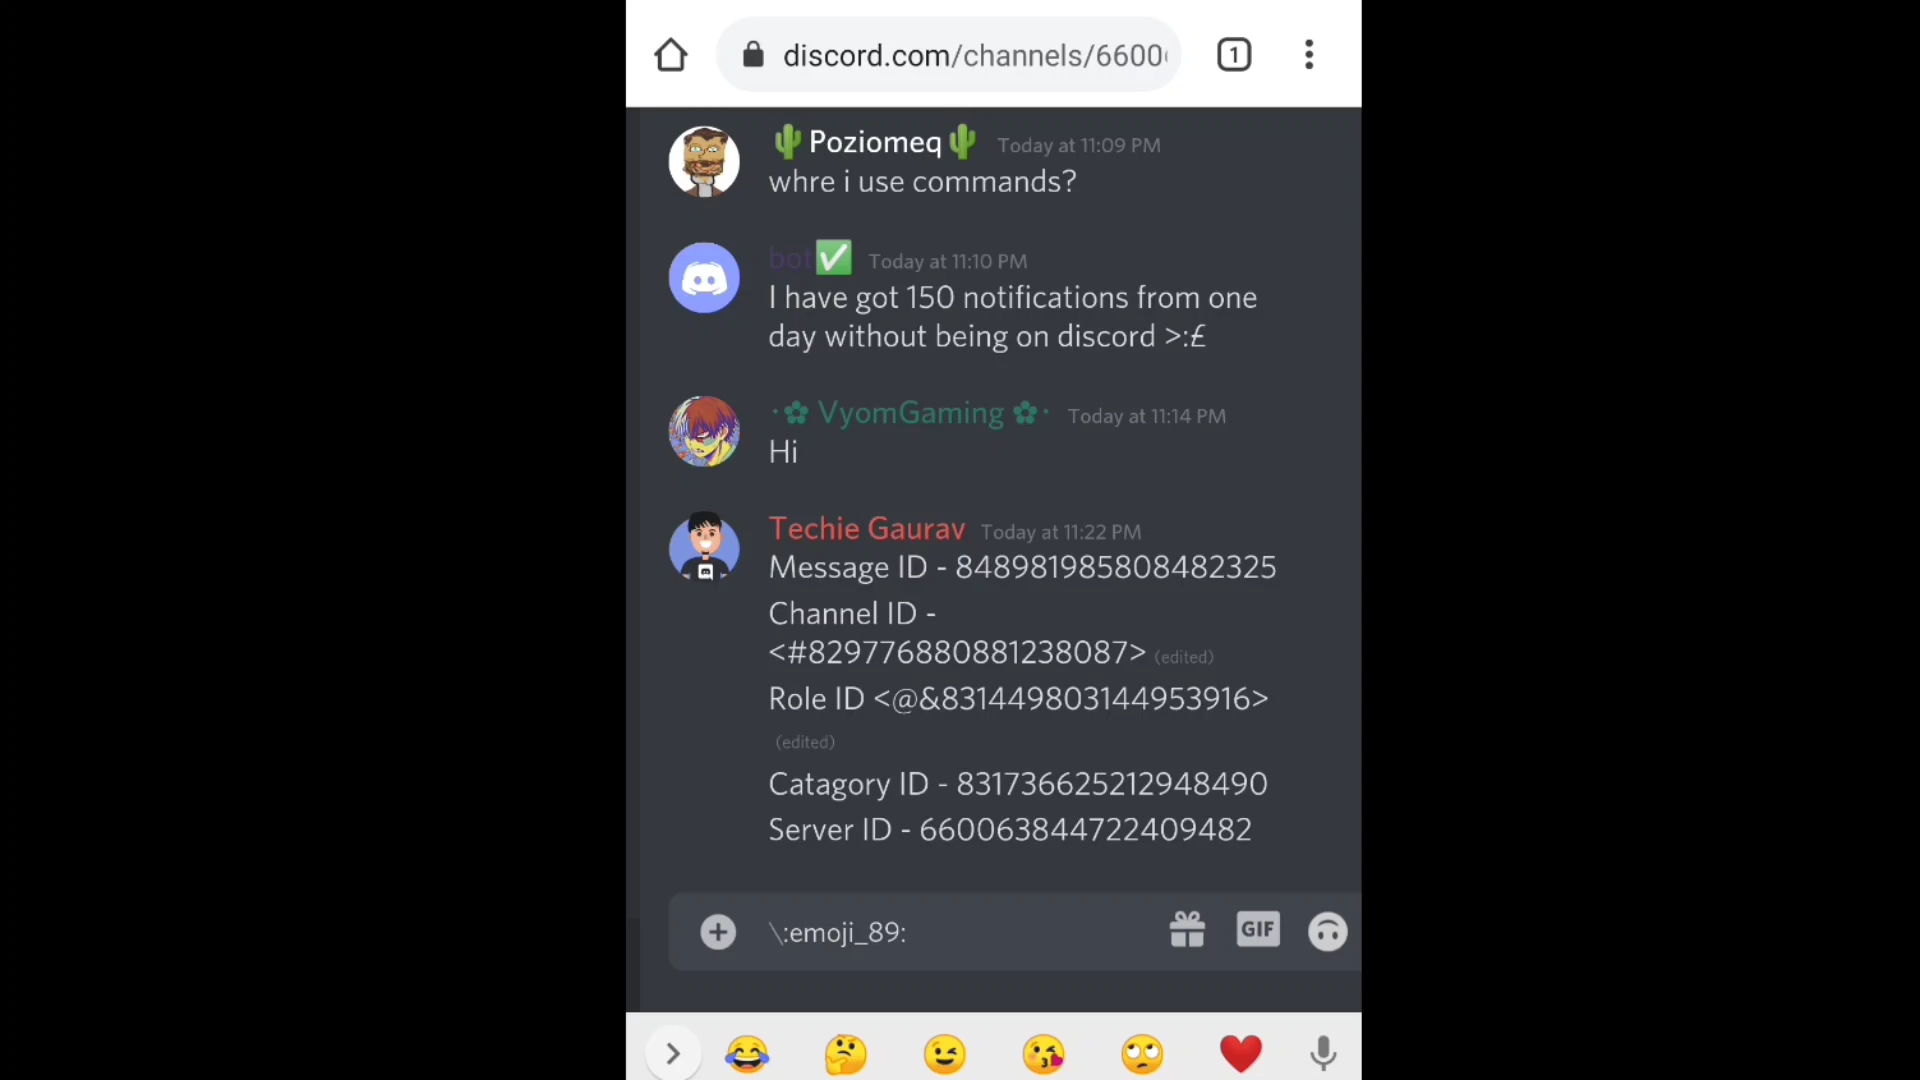 discord.com/channels/6600
1
🌵Poziomeq🌵 Today at 11:09 PM
whre i use commands?
bot✅ Today at 11:10 PM
I have got 150 notifications from one
day without being on discord >:£
·✿ VyomGaming ✿· Today at 11:14 PM
Hi
Techie Gaurav Today at 11:22 PM
Message ID - 848981985808482325
Channel ID -
<#829776880881238087> (edited)
Role ID <@&831449803144953916>
(edited)
Catagory ID - 831736625212948490
Server ID - 660063844722409482
\:emoji_89:
GIF